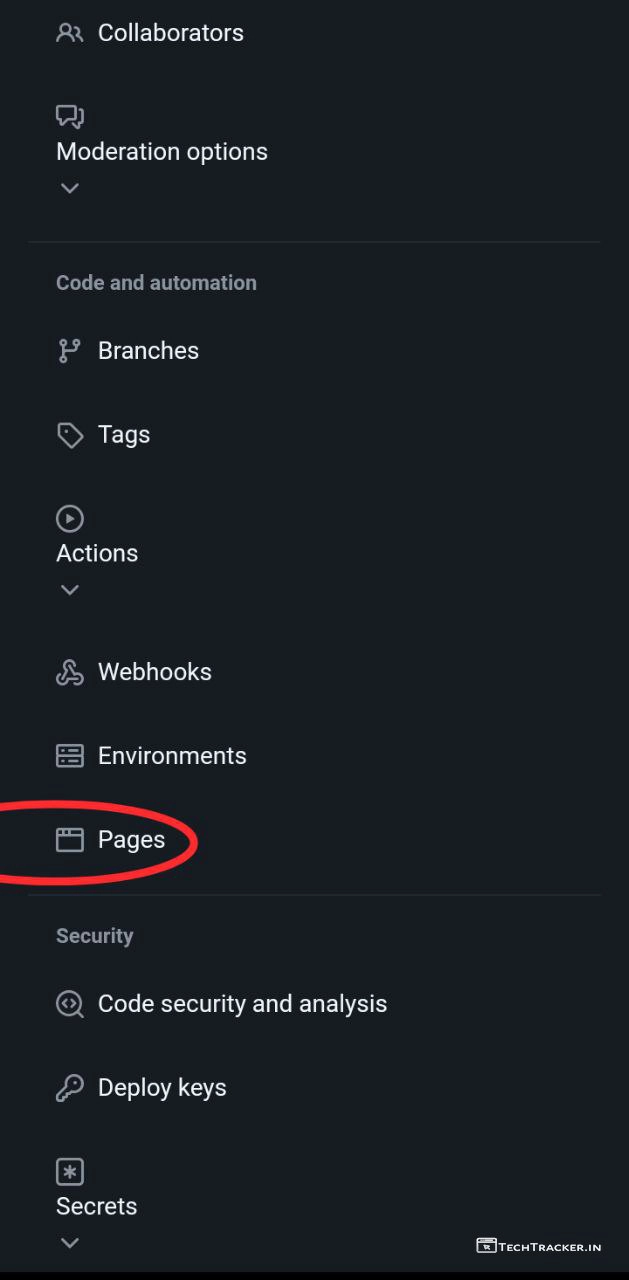 Collaborators
Moderation options
Code and automation
Branches
Tags
Actions
Webhooks
Environments
Pages
Security
Code security and analysis
Deploy keys
Secrets
TechTracker.in